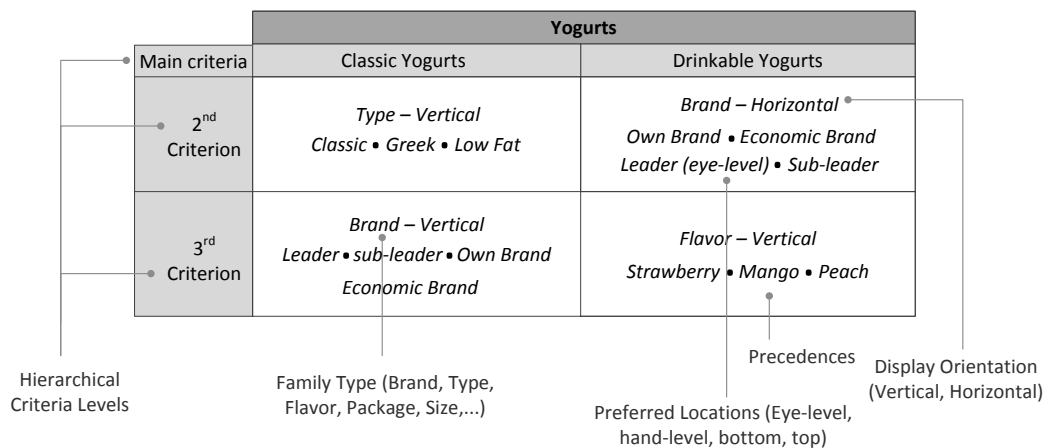 Yogurts
Main criteria
Classic Yogurts
Drinkable Yogurts
2nd
Criterion
Type – Vertical
Classic • Greek • Low Fat
Brand – Horizontal
Own Brand • Economic Brand
Leader (eye-level) • Sub-leader
3rd
Criterion
Brand – Vertical
Leader • sub-leader • Own Brand
Economic Brand
Flavor – Vertical
Strawberry • Mango • Peach
Hierarchical
Criteria Levels
Family Type (Brand, Type,
Flavor, Package, Size,...)
Preferred Locations (Eye-level,
hand-level, bottom, top)
Precedences
Display Orientation
(Vertical, Horizontal)